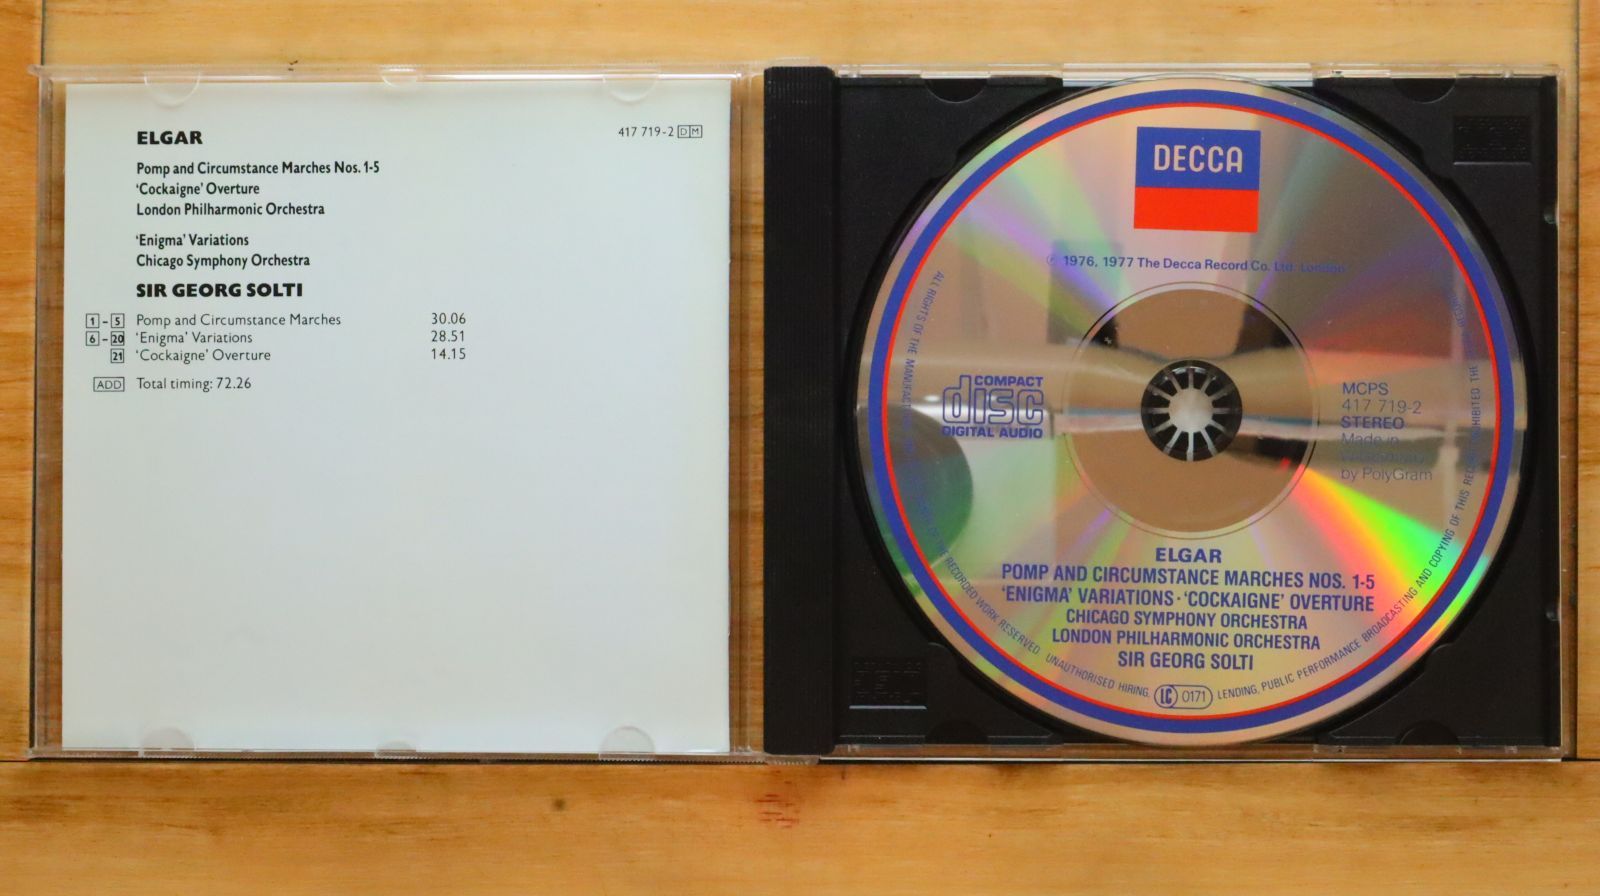 ELGAR
417 719-2 DM
Pomp and Circumstance Marches Nos. 1-5
‘Cockaigne’ Overture
London Philharmonic Orchestra
‘Enigma’ Variations
Chicago Symphony Orchestra
SIR GEORG SOLTI
1-5 Pomp and Circumstance Marches 30.06
6-20 ‘Enigma’ Variations 28.51
21 ‘Cockaigne’ Overture 14.15
ADD Total timing: 72.26
DECCA
℗ 1976, 1977 The Decca Record Co. Ltd. London
COMPACT
disc
DIGITAL AUDIO
MCPS
417 719-2
STEREO
Made in
by PolyGram
ELGAR
POMP AND CIRCUMSTANCE MARCHES NOS. 1-5
‘ENIGMA’ VARIATIONS · ‘COCKAIGNE’ OVERTURE
CHICAGO SYMPHONY ORCHESTRA
LONDON PHILHARMONIC ORCHESTRA
SIR GEORG SOLTI
ALL RIGHTS OF THE RECORDED WORK RESERVED. UNAUTHORISED HIRING, LENDING, PUBLIC PERFORMANCE BROADCASTING AND COPYING OF THIS
LC 0171